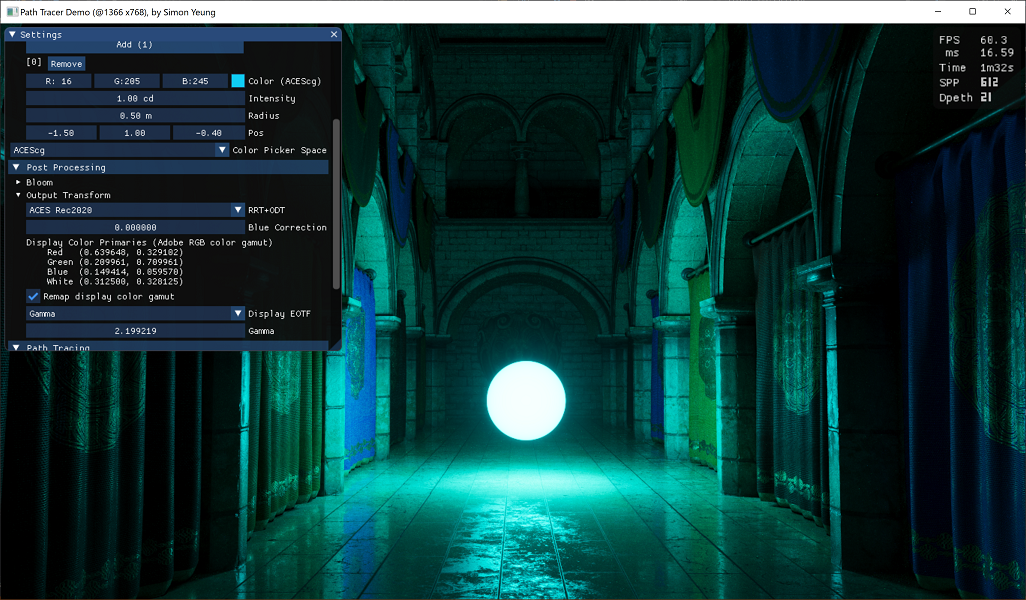 Path Tracer Demo (@1366 x768), by Simon Yeung
Settings
Add (1)
[0] Remove
R: 16 G:205 B:245 Color (ACEScg)
1.00 cd Intensity
0.50 m Radius
-1.50 1.00 -0.40 Pos
ACEScg Color Picker Space
Post Processing
Bloom
Output Transform
ACES Rec2020 RRT+ODT
0.000000 Blue Correction
Display Color Primaries (Adobe RGB color gamut)
Red (0.639648, 0.329102)
Green (0.209961, 0.709961)
Blue (0.149414, 0.059570)
White (0.312500, 0.328125)
Remap display color gamut
Gamma Display EOTF
2.199219 Gamma
Path Tracing
FPS 60.3
ms 16.59
Time 1m32s
SPP 612
Dpeth 21